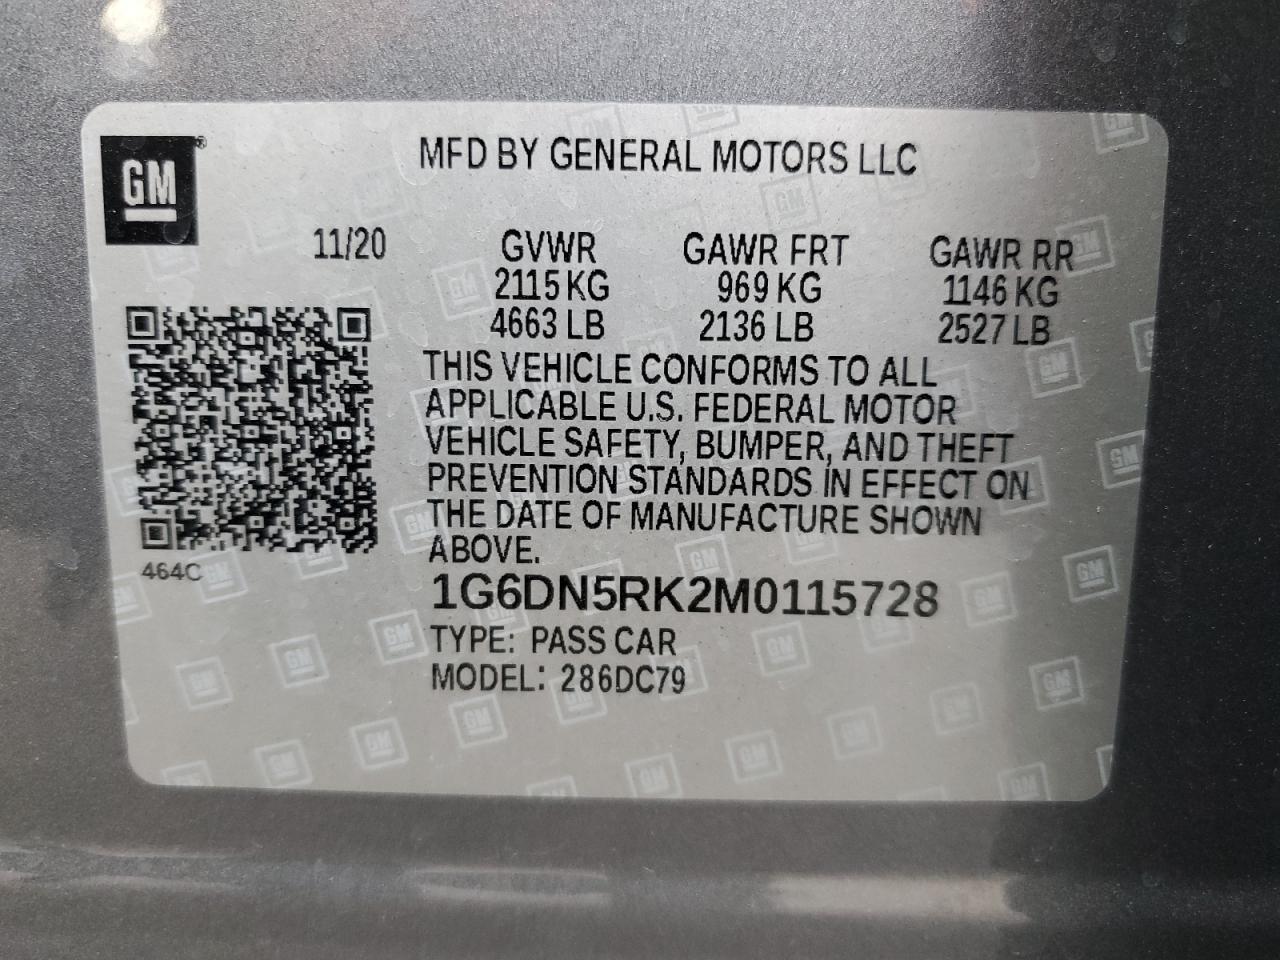 GM®
MFD BY GENERAL MOTORS LLC
11/20
GVWR GAWR FRT GAWR RR
2115 KG 969 KG 1146 KG
4663 LB 2136 LB 2527 LB
THIS VEHICLE CONFORMS TO ALL
APPLICABLE U.S. FEDERAL MOTOR
VEHICLE SAFETY, BUMPER, AND THEFT
PREVENTION STANDARDS IN EFFECT ON
THE DATE OF MANUFACTURE SHOWN
ABOVE.
464C
1G6DN5RK2M0115728
TYPE: PASS CAR
MODEL: 286DC79